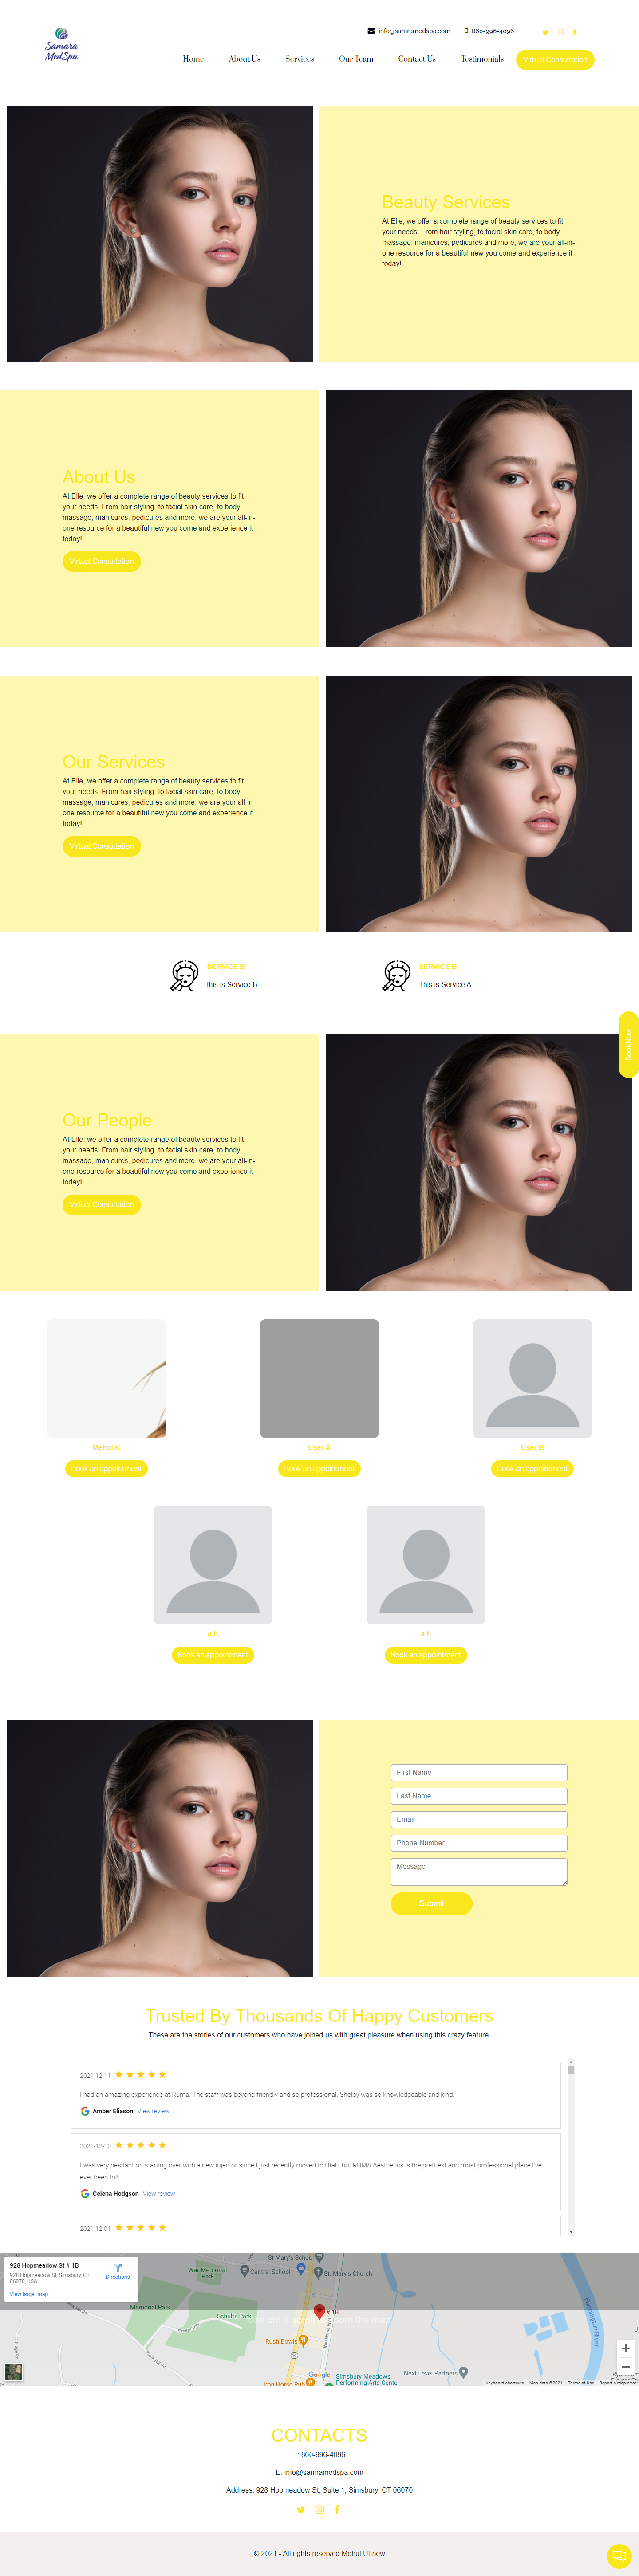 Samara
MedSpa
info@samramedspa.com
860-996-4096
Home
About Us
Services
Our Team
Contact Us
Testimonials
Virtual Consultation
Beauty Services
At Elle, we offer a complete range of beauty services to fit
your needs. From hair styling, to facial skin care, to body
massage, manicures, pedicures and more, we are your all-in-
one resource for a beautiful new you come and experience it
today!
About Us
At Elle, we offer a complete range of beauty services to fit
your needs. From hair styling, to facial skin care, to body
massage, manicures, pedicures and more, we are your all-in-
one resource for a beautiful new you come and experience it
today!
Virtual Consultation
Our Services
At Elle, we offer a complete range of beauty services to fit
your needs. From hair styling, to facial skin care, to body
massage, manicures, pedicures and more, we are your all-in-
one resource for a beautiful new you come and experience it
today!
Virtual Consultation
SERVICE B
this is Service B
SERVICE B
This is Service A
BookNow
Our People
At Elle, we offer a complete range of beauty services to fit
your needs. From hair styling, to facial skin care, to body
massage, manicures, pedicures and more, we are your all-in-
one resource for a beautiful new you come and experience it
today!
Virtual Consultation
Mehul K
Book an appointment
User A
Book an appointment
User B
Book an appointment
a b
Book an appointment
a b
Book an appointment
First Name
Last Name
Email
Phone Number
Message
Submit
Trusted By Thousands Of Happy Customers
These are the stories of our customers who have joined us with great pleasure when using this crazy feature.
2021-12-11
I had an amazing experience at Ruma. The staff was beyond friendly and so professional. Shelby was so knowledgeable and kind.
Amber Eliason View review
2021-12-10
I was very hesitant on starting over with a new injector since I just recently moved to Utah, but RUMA Aesthetics is the prettiest and most professional place I've
ever been to!!
Celena Hodgson View review
2021-12-01
928 Hopmeadow St # 1B
928 Hopmeadow St, Simsbury, CT
06070, USA
Directions
View larger map
St Mary's School
War Memorial
Central School
St. Mary's Church
Memorial Park
Schultz Park
# 1B
Rush Bowls
Farmington River
Google
Simsbury Meadows
Performing Arts Center
Next Level Partners
Iron Horse Pub
Keyboard shortcuts
Map data ©2021
Terms of Use
Report a map error
CONTACTS
T: 860-996-4096
E: info@samramedspa.com
Address: 928 Hopmeadow St, Suite 1, Simsbury, CT 06070
© 2021 - All rights reserved Mehul UI new